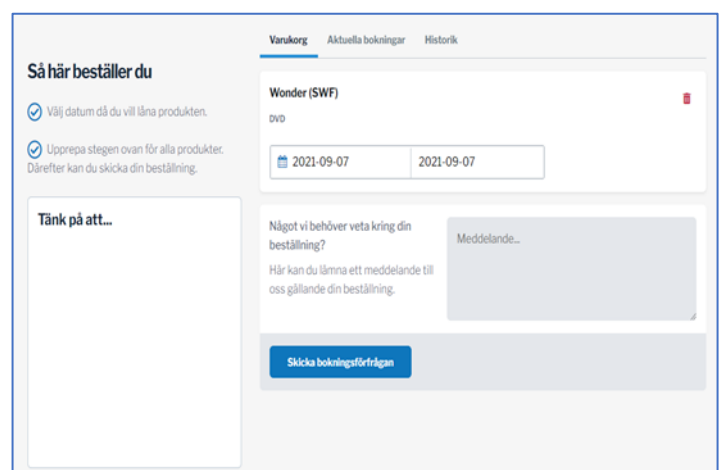 Så här beställer du
Välj datum då du vill låna produkten.
Upprepa stegen ovan för alla produkter.
Därefter kan du skicka din beställning.
Tänk på att...
Varukorg Aktuella bokningar Historik
Wonder (SWF)
DVD
2021-09-07 2021-09-07
Något vi behöver veta kring din
beställning?
Här kan du lämna ett meddelande till
oss gällande din beställning.
Meddelande...
Skicka bokningsförfrågan